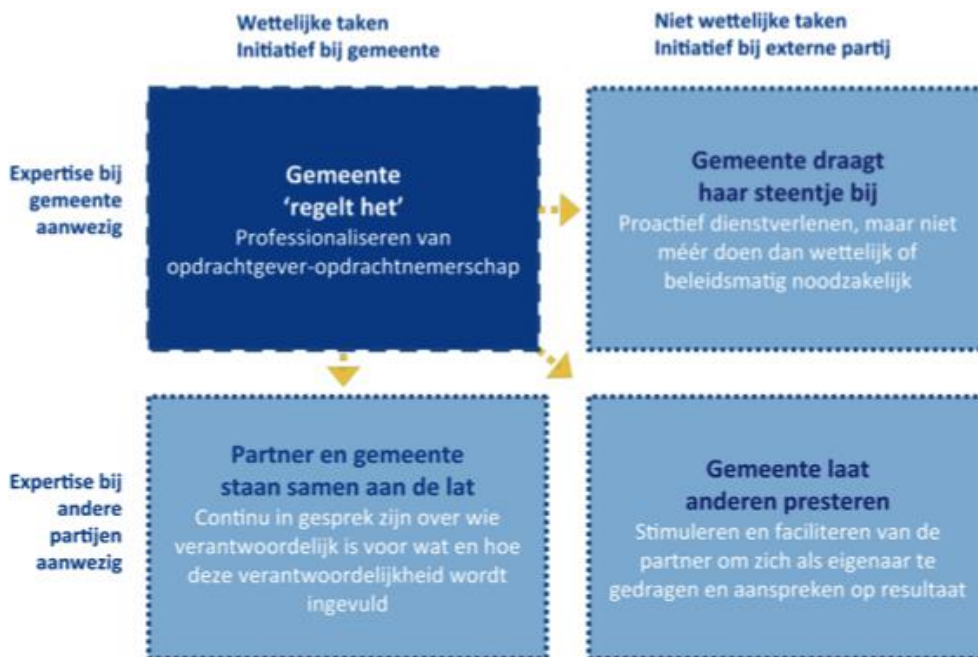 Wettelijke taken
Initiatief bij gemeente
Niet wettelijke taken
Initiatief bij externe partij
Expertise bij
gemeente
aanwezig
Gemeente
‘regelt het’
Professionaliseren van
opdrachtgever-opdrachtnemerschap
Gemeente draagt
haar steentje bij
Proactief dienstverlenen, maar niet
méér doen dan wettelijk of
beleidsmatig noodzakelijk
Expertise bij
andere
partijen
aanwezig
Partner en gemeente
staan samen aan de lat
Continu in gesprek zijn over wie
verantwoordelijk is voor wat en hoe
deze verantwoordelijkheid wordt
ingevuld
Gemeente laat
anderen presteren
Stimuleren en faciliteren van de
partner om zich als eigenaar te
gedragen en aanspreken op resultaat